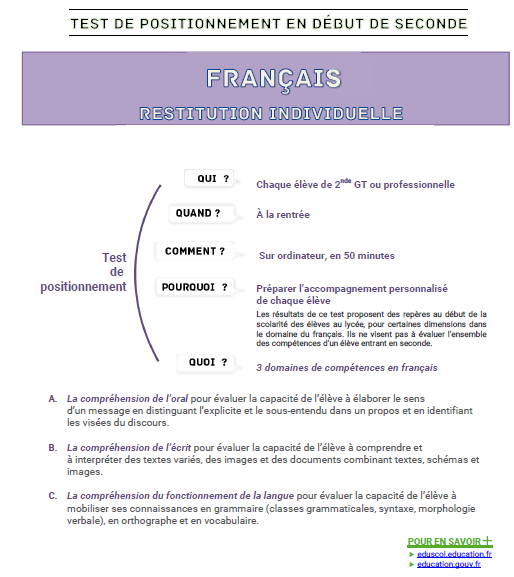 TEST DE POSITIONNEMENT EN DÉBUT DE SECONDE
FRANÇAIS
RESTITUTION INDIVIDUELLE
Test
de
positionnement
QUI ?
Chaque élève de 2nde GT ou professionnelle
QUAND ?
À la rentrée
COMMENT ?
Sur ordinateur, en 50 minutes
POURQUOI ?
Préparer l'accompagnement personnalisé
de chaque élève
Les résultats de ce test proposent des repères au début de la
scolarité des élèves au lycée, pour certaines dimensions dans
le domaine du français. Ils ne visent pas à évaluer l'ensemble
des compétences d'un élève entrant en seconde.
QUOI ?
3 domaines de compétences en français
A. La compréhension de l'oral pour évaluer la capacité de l'élève à élaborer le sens
d'un message en distinguant l'explicite et le sous-entendu dans un propos et en identifiant
les visées du discours.
B. La compréhension de l'écrit pour évaluer la capacité de l'élève à comprendre et
à interpréter des textes variés, des images et des documents combinant textes, schémas et
images.
C. La compréhension du fonctionnement de la langue pour évaluer la capacité de l'élève à
mobiliser ses connaissances en grammaire (classes grammaticales, syntaxe, morphologie
verbale), en orthographe et en vocabulaire.
POUR EN SAVOIR +
► eduscol.education.fr
► education.gouv.fr